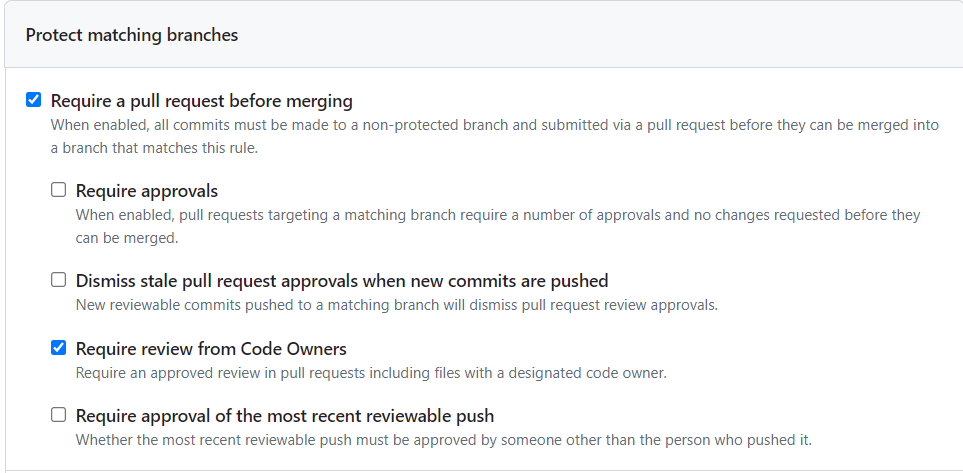 Protect matching branches
Require a pull request before merging
When enabled, all commits must be made to a non-protected branch and submitted via a pull request before they can be merged into
a branch that matches this rule.
Require approvals
When enabled, pull requests targeting a matching branch require a number of approvals and no changes requested before they
can be merged.
Dismiss stale pull request approvals when new commits are pushed
New reviewable commits pushed to a matching branch will dismiss pull request review approvals.
Require review from Code Owners
Require an approved review in pull requests including files with a designated code owner.
Require approval of the most recent reviewable push
Whether the most recent reviewable push must be approved by someone other than the person who pushed it.